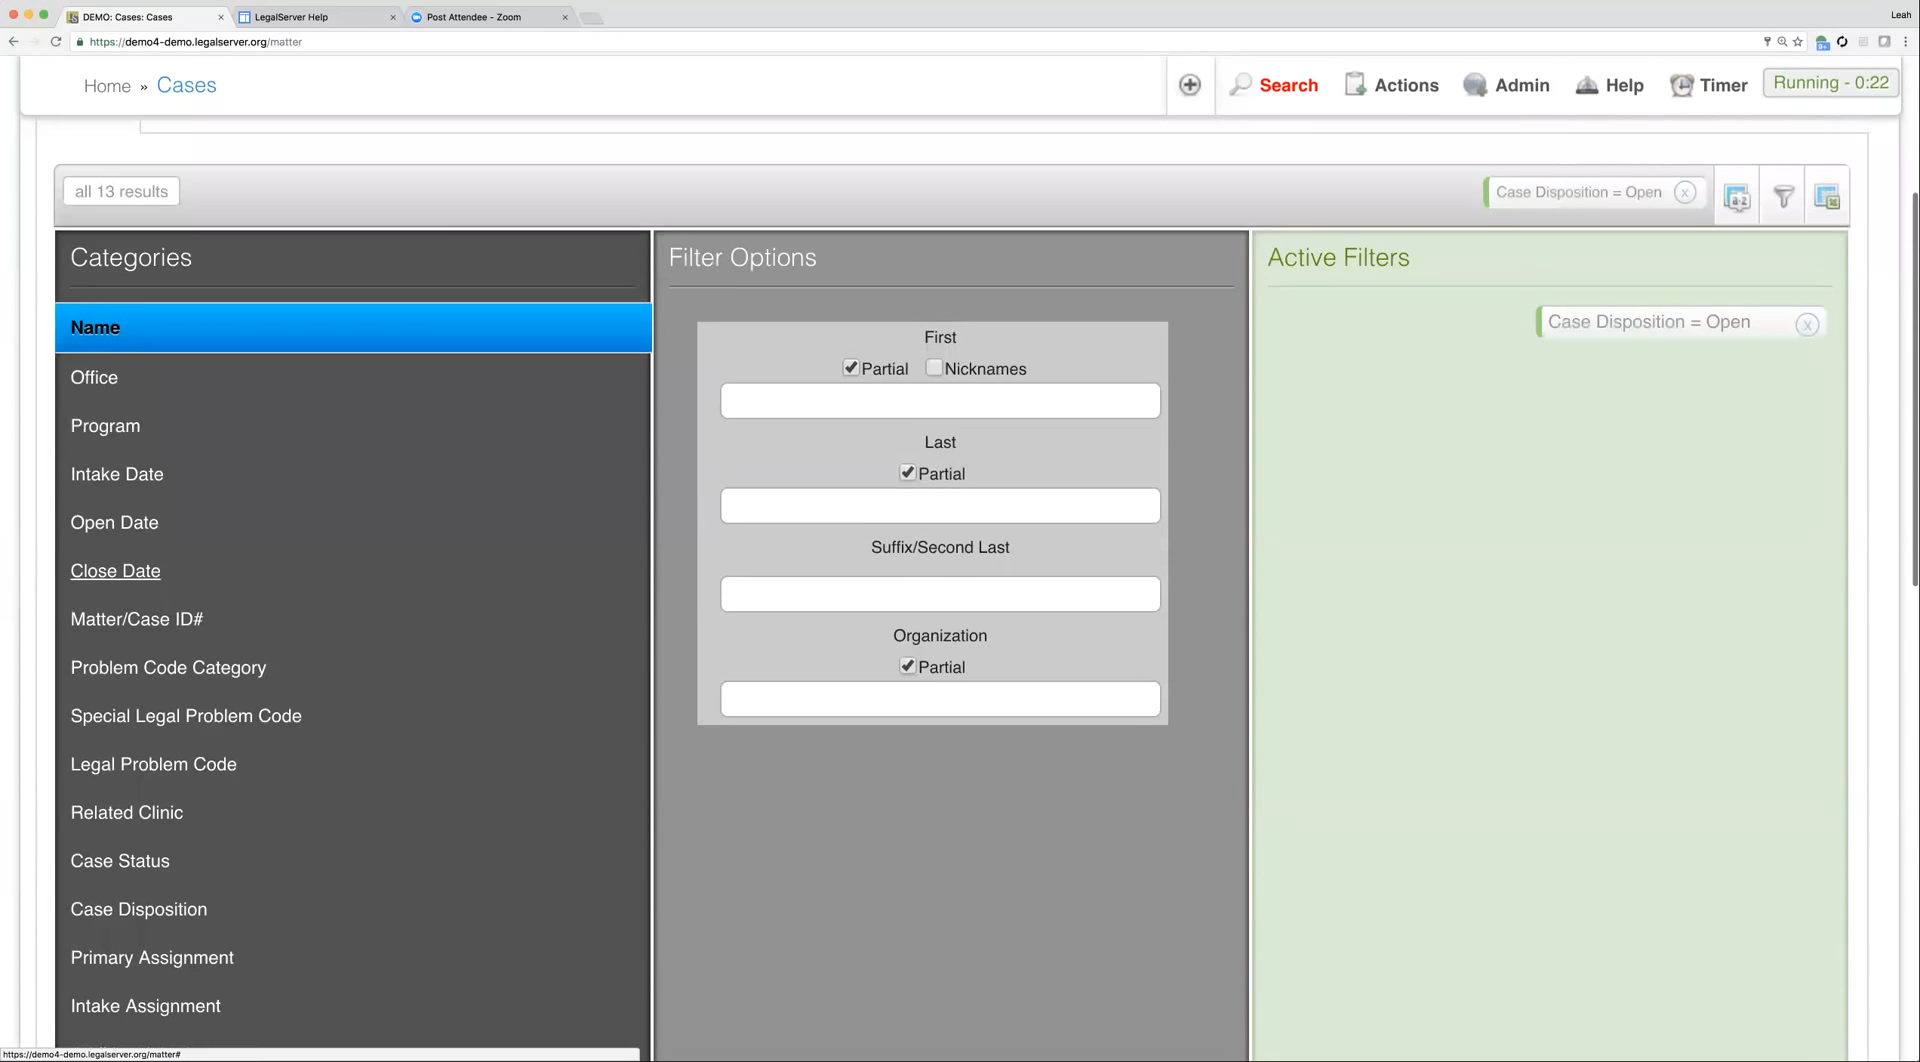 DEMO: Cases: Cases
LegalServer Help
Post Attendee - Zoom
Leah
https://demo4-demo.legalserver.org/matter
Home » Cases
Search
Actions
Admin
Help
Timer
Running - 0:22
all 13 results
Case Disposition = Open
Categories
Name
Office
Program
Intake Date
Open Date
Close Date
Matter/Case ID#
Problem Code Category
Special Legal Problem Code
Legal Problem Code
Related Clinic
Case Status
Case Disposition
Primary Assignment
Intake Assignment
Filter Options
First
Partial Nicknames
Last
Partial
Suffix/Second Last
Organization
Partial
Active Filters
Case Disposition = Open
https://demo4-demo.legalserver.org/matter#